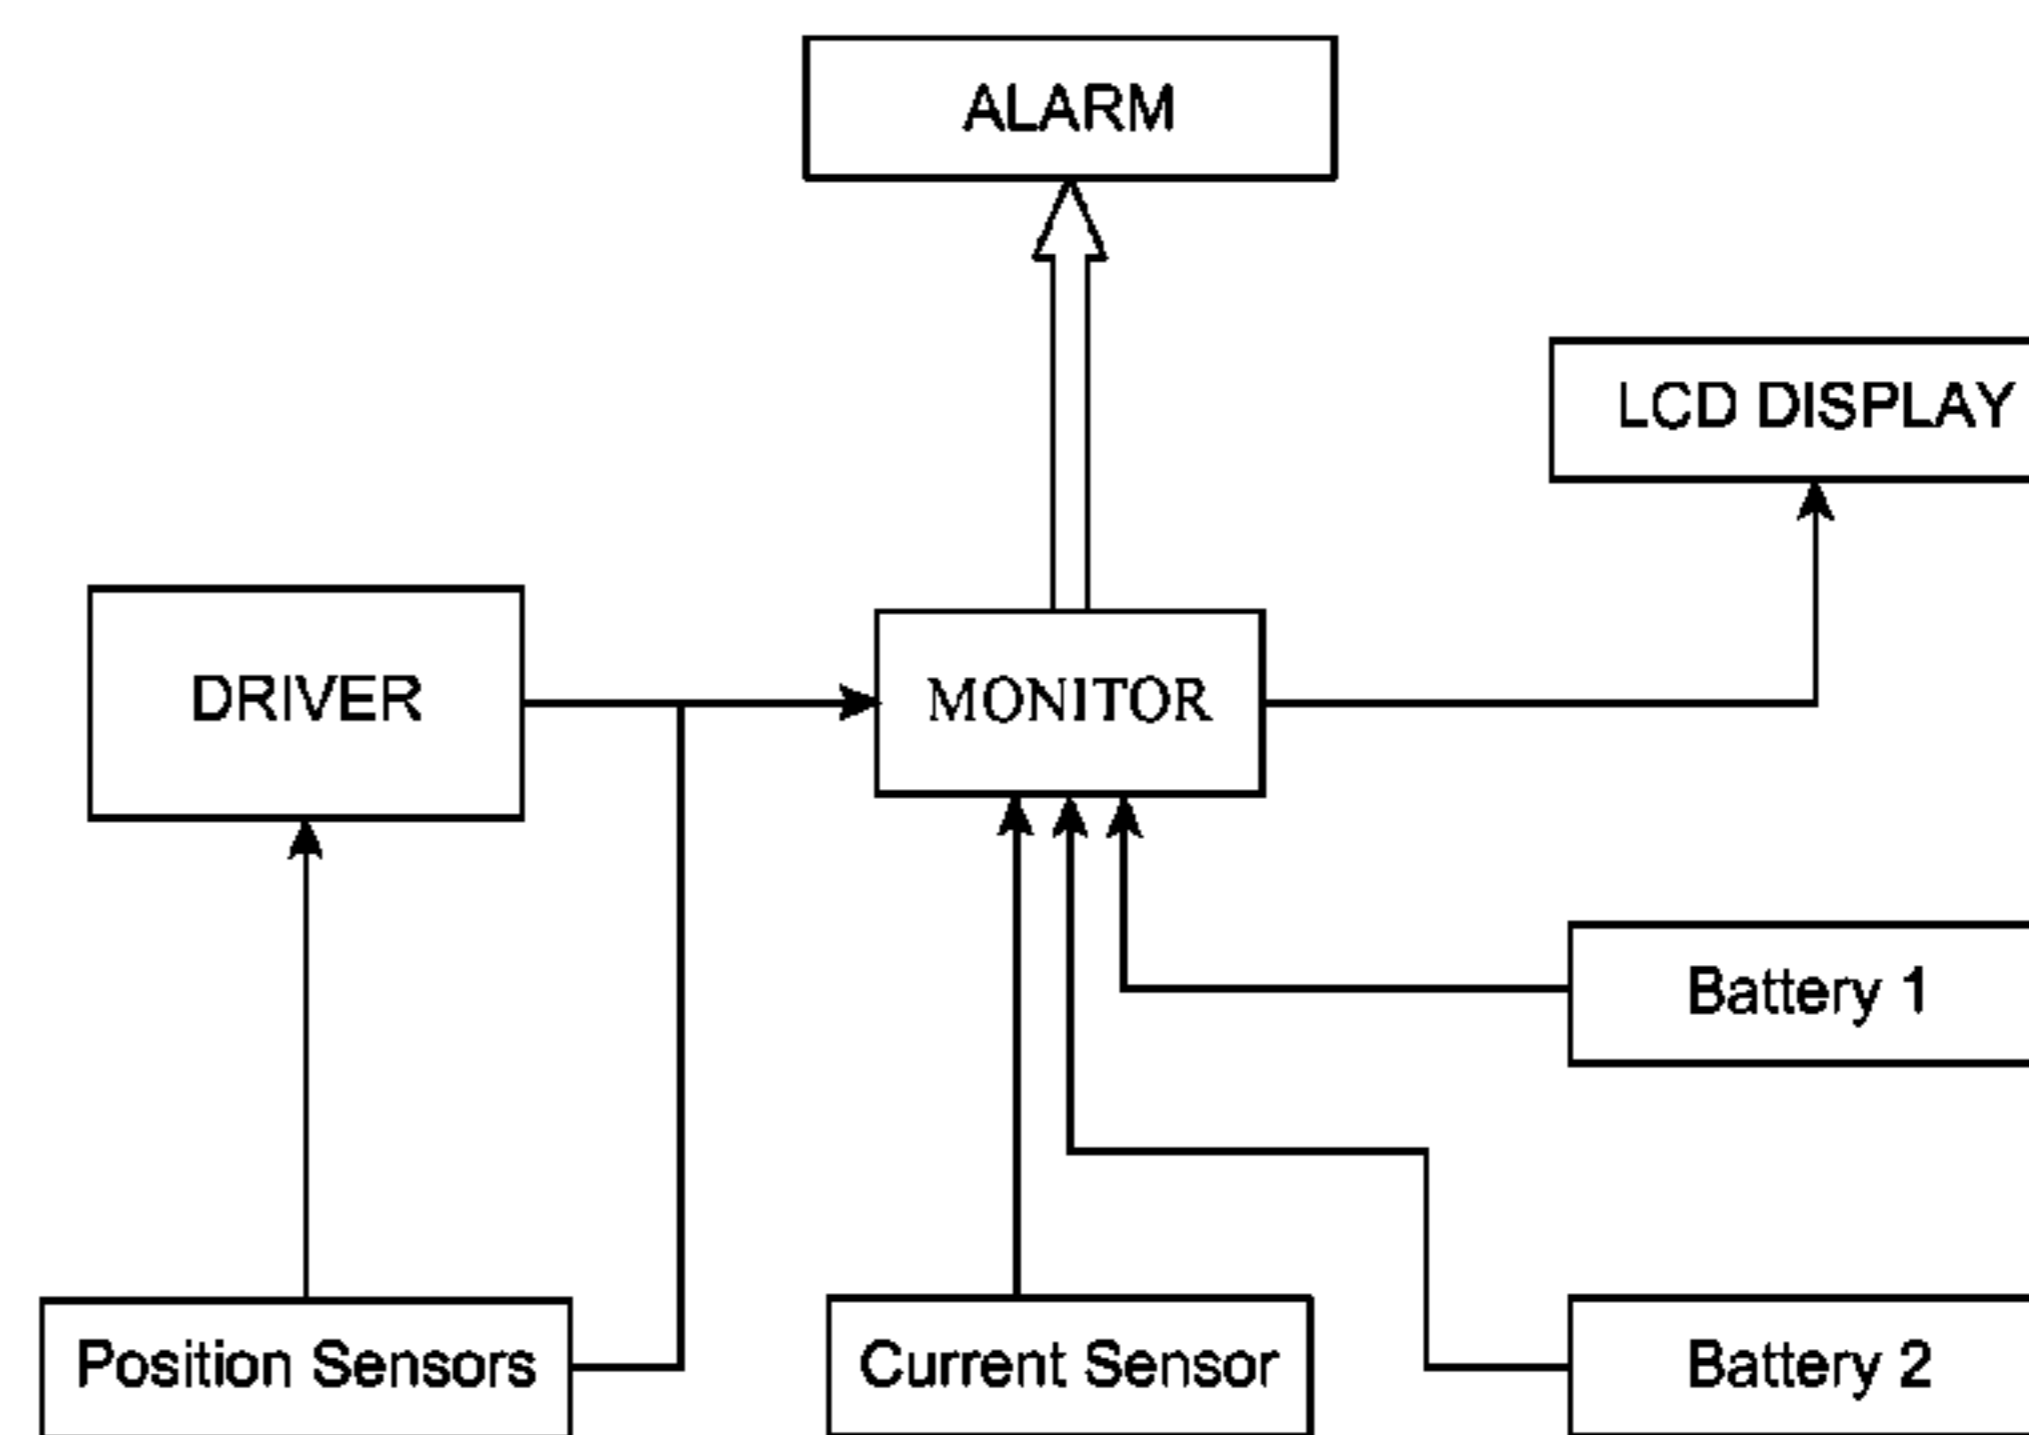 ALARM
LCD DISPLAY
DRIVER
MONITOR
Battery 1
Position Sensors
Current Sensor
Battery 2